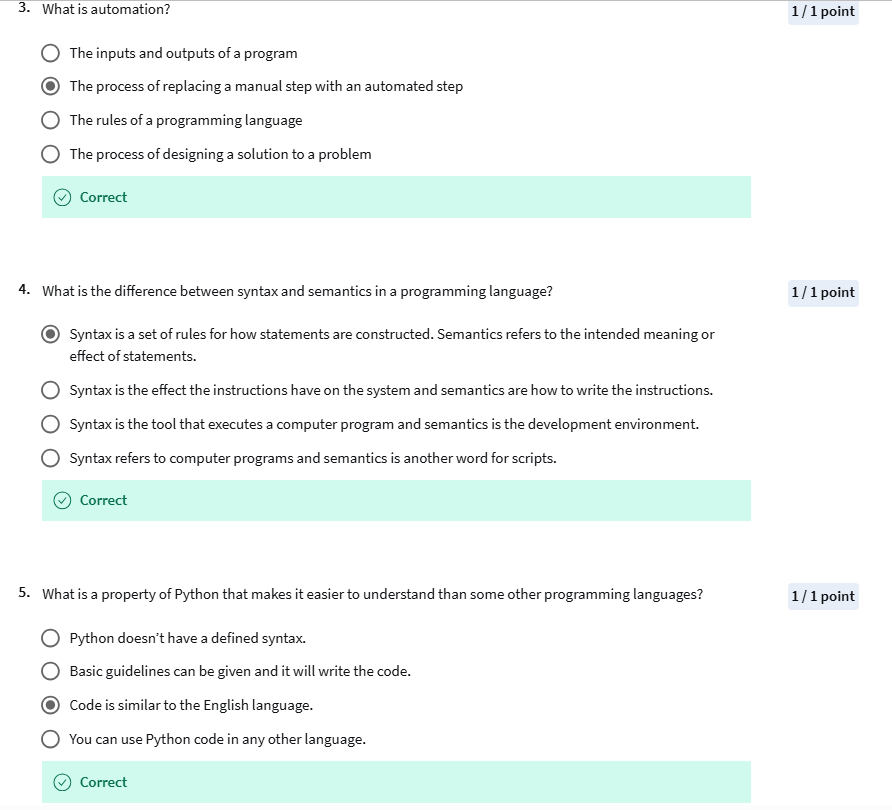 3. What is automation?
1 / 1 point
The inputs and outputs of a program
The process of replacing a manual step with an automated step
The rules of a programming language
The process of designing a solution to a problem
Correct
4. What is the difference between syntax and semantics in a programming language?
1 / 1 point
Syntax is a set of rules for how statements are constructed. Semantics refers to the intended meaning or
effect of statements.
Syntax is the effect the instructions have on the system and semantics are how to write the instructions.
Syntax is the tool that executes a computer program and semantics is the development environment.
Syntax refers to computer programs and semantics is another word for scripts.
Correct
5. What is a property of Python that makes it easier to understand than some other programming languages?
1 / 1 point
Python doesn't have a defined syntax.
Basic guidelines can be given and it will write the code.
Code is similar to the English language.
You can use Python code in any other language.
Correct